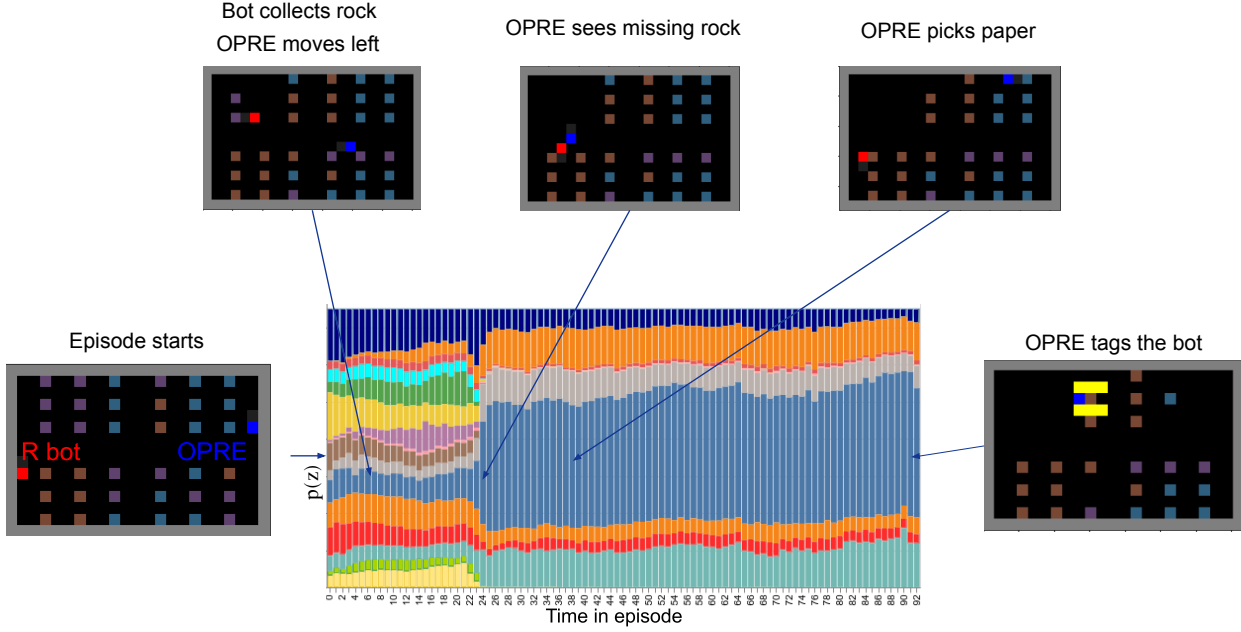 Bot collects rock
OPRE moves left
OPRE sees missing rock
OPRE picks paper
Episode starts
R bot
OPRE
OPRE tags the bot
p(z)
0 2 4 6 8 10 12 14 16 18 20 22 24 26 28 30 32 34 36 38 40 42 44 46 48 50 52 54 56 58 60 62 64 66 68 70 72 74 76 78 80 82 84 86 88 90 92
Time in episode